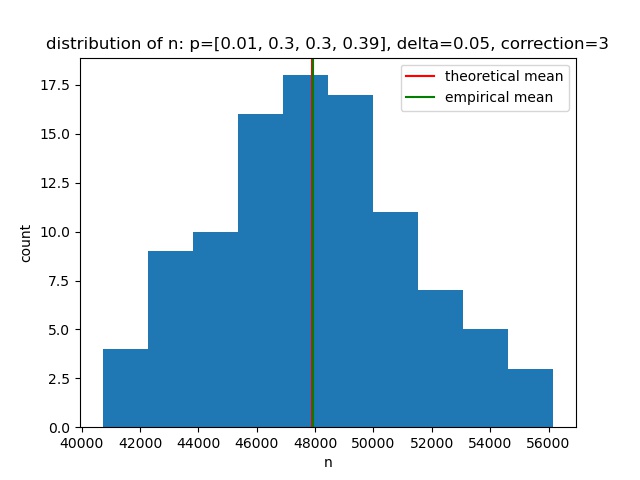 distribution of n: p=[0.01, 0.3, 0.3, 0.39], delta=0.05, correction=3
theoretical mean
empirical mean
17.5
15.0
12.5
10.0
7.5
5.0
2.5
0.0
count
40000 42000 44000 46000 48000 50000 52000 54000 56000
n